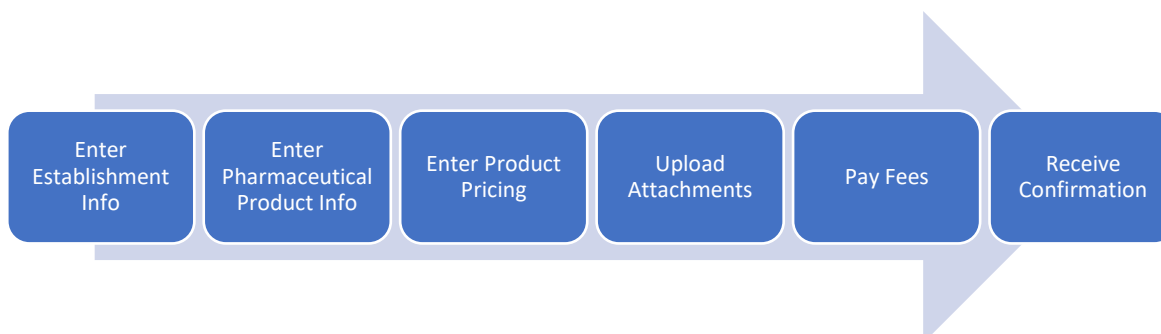 Enter
Establishment
Info
Enter
Pharmaceutical
Product Info
Enter Product
Pricing
Upload
Attachments
Pay Fees
Receive
Confirmation